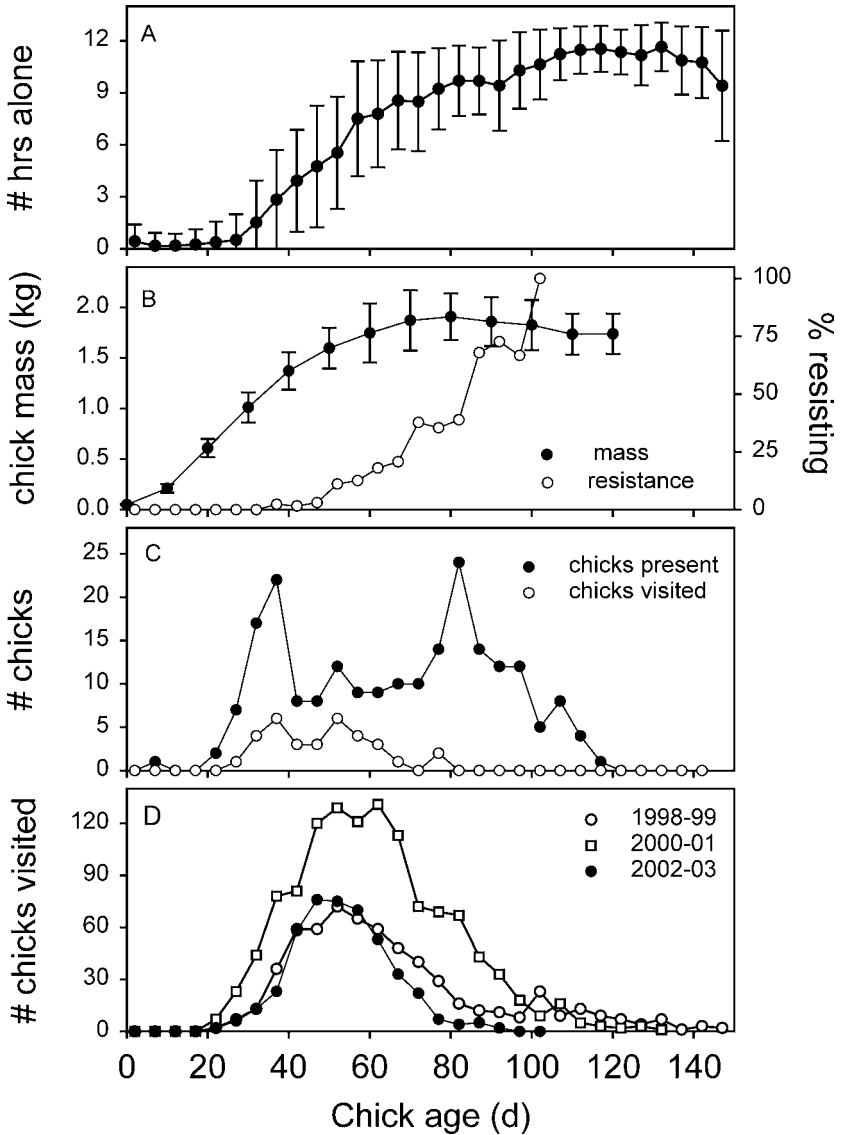 A
# hrs alone
12
9
6
3
0
B
chick mass (kg)
2.0
1.5
1.0
0.5
0.0
% resisting
100
75
50
25
0
mass
resistance
C
# chicks
25
20
15
10
5
0
chicks present
chicks visited
D
# chicks visited
120
90
60
30
0
1998-99
2000-01
2002-03
0 20 40 60 80 100 120 140
Chick age (d)